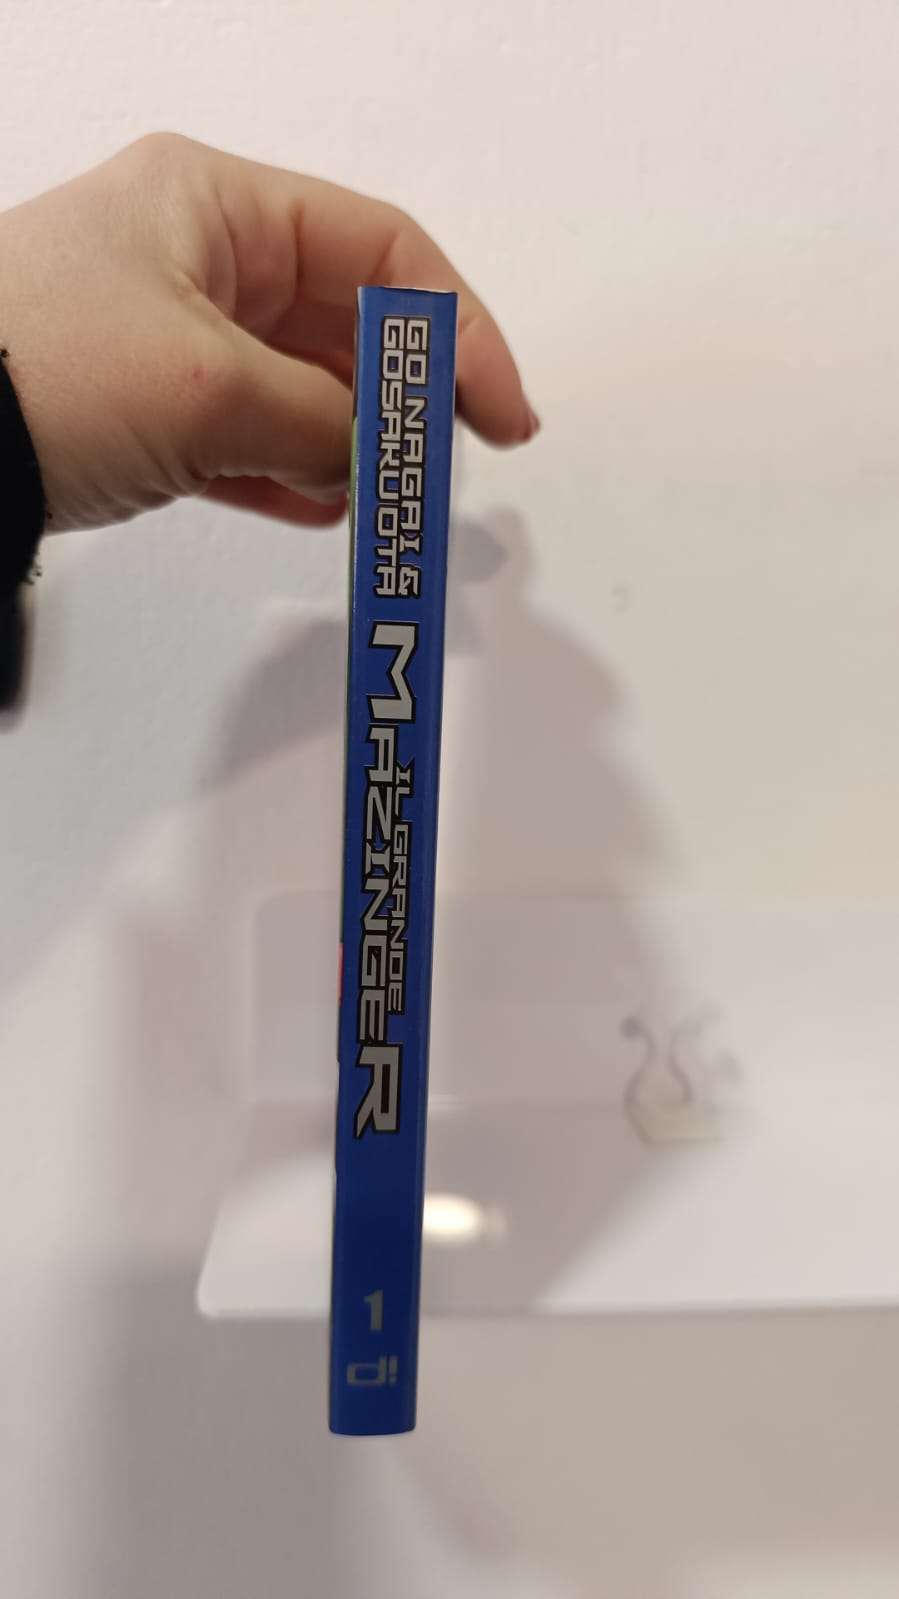 GO NAGAI &
GOSAKU OTA
IL GRANDE
MAZINGER
1
d!